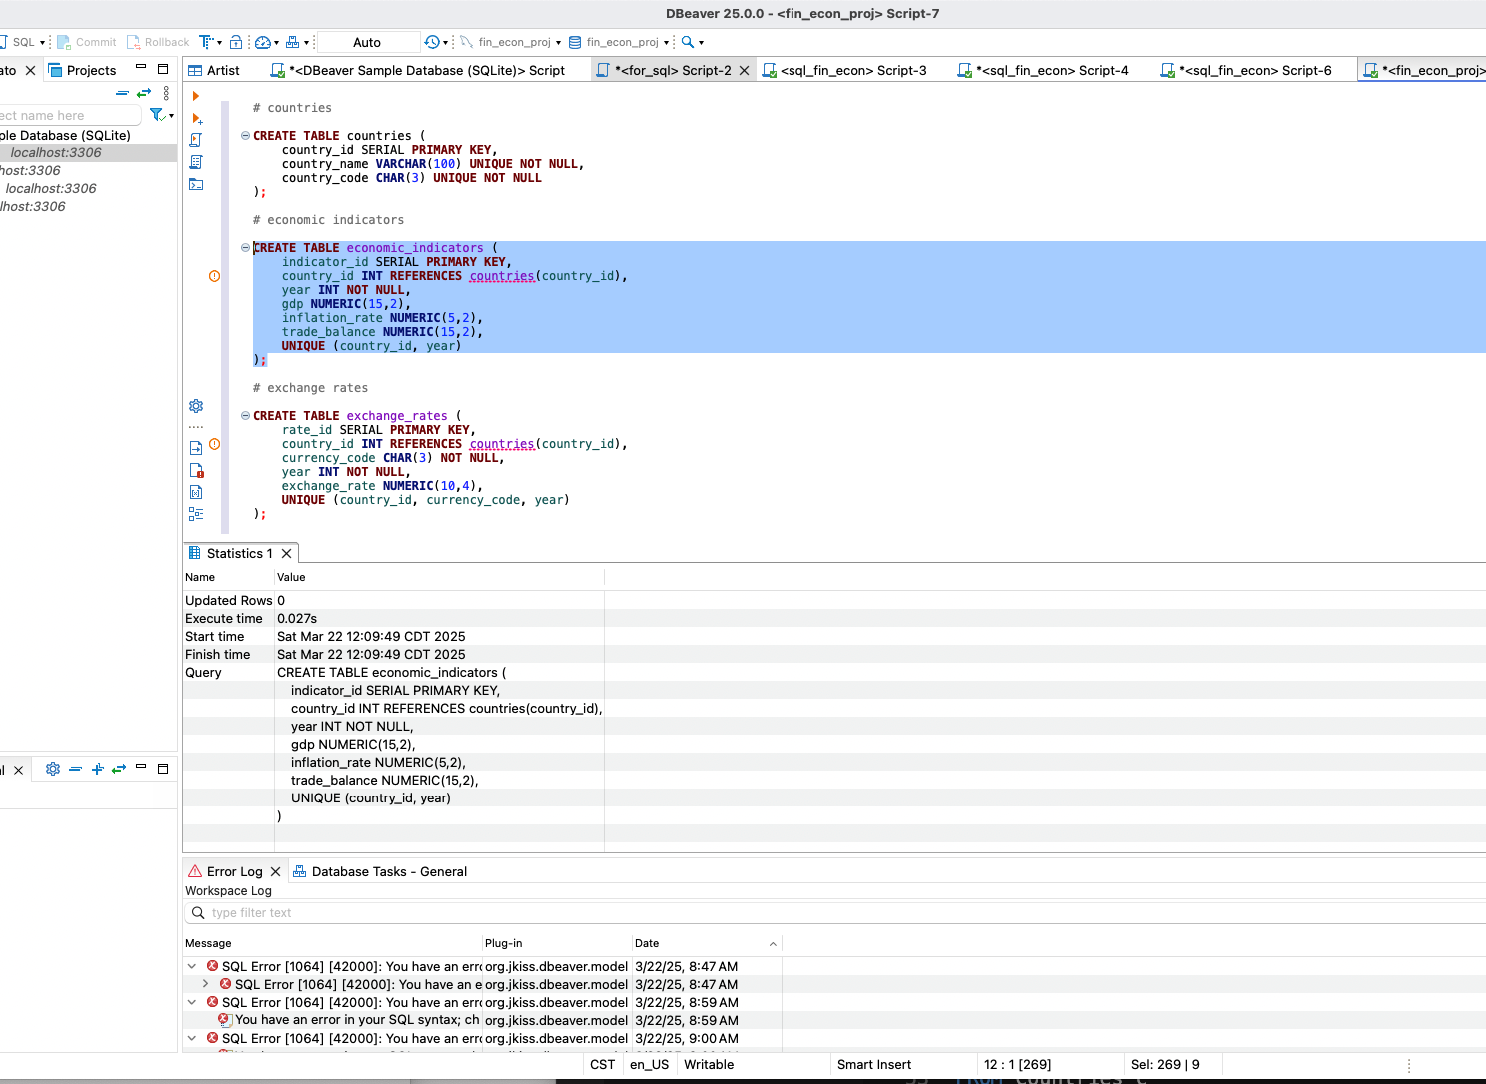 DBeaver 25.0.0 - <fin_econ_proj> Script-7
SQL Commit Rollback Auto fin_econ_proj fin_econ_proj
Projects
Artist *<DBeaver Sample Database (SQLite)> Script *<for_sql> Script-2 <sql_fin_econ> Script-3 *<sql_fin_econ> Script-4 *<sql_fin_econ> Script-6 *<fin_econ_proj>
ect name here
ple Database (SQLite)
localhost:3306
host:3306
localhost:3306
lhost:3306
# countries
CREATE TABLE countries (
country_id SERIAL PRIMARY KEY,
country_name VARCHAR(100) UNIQUE NOT NULL,
country_code CHAR(3) UNIQUE NOT NULL
);
# economic indicators
CREATE TABLE economic_indicators (
indicator_id SERIAL PRIMARY KEY,
country_id INT REFERENCES countries(country_id),
year INT NOT NULL,
gdp NUMERIC(15,2),
inflation_rate NUMERIC(5,2),
trade_balance NUMERIC(15,2),
UNIQUE (country_id, year)
);
# exchange rates
CREATE TABLE exchange_rates (
rate_id SERIAL PRIMARY KEY,
country_id INT REFERENCES countries(country_id),
currency_code CHAR(3) NOT NULL,
year INT NOT NULL,
exchange_rate NUMERIC(10,4),
UNIQUE (country_id, currency_code, year)
);
Statistics 1
Name Value
Updated Rows 0
Execute time 0.027s
Start time Sat Mar 22 12:09:49 CDT 2025
Finish time Sat Mar 22 12:09:49 CDT 2025
Query CREATE TABLE economic_indicators (
indicator_id SERIAL PRIMARY KEY,
country_id INT REFERENCES countries(country_id),
year INT NOT NULL,
gdp NUMERIC(15,2),
inflation_rate NUMERIC(5,2),
trade_balance NUMERIC(15,2),
UNIQUE (country_id, year)
)
Error Log Database Tasks - General
Workspace Log
type filter text
Message Plug-in Date
SQL Error [1064] [42000]: You have an erro org.jkiss.dbeaver.model 3/22/25, 8:47 AM
SQL Error [1064] [42000]: You have an e org.jkiss.dbeaver.model 3/22/25, 8:47 AM
SQL Error [1064] [42000]: You have an erro org.jkiss.dbeaver.model 3/22/25, 8:59 AM
You have an error in your SQL syntax; ch org.jkiss.dbeaver.model 3/22/25, 8:59 AM
SQL Error [1064] [42000]: You have an erro org.jkiss.dbeaver.model 3/22/25, 9:00 AM
CST en_US Writable Smart Insert 12 : 1 [269] Sel: 269 | 9